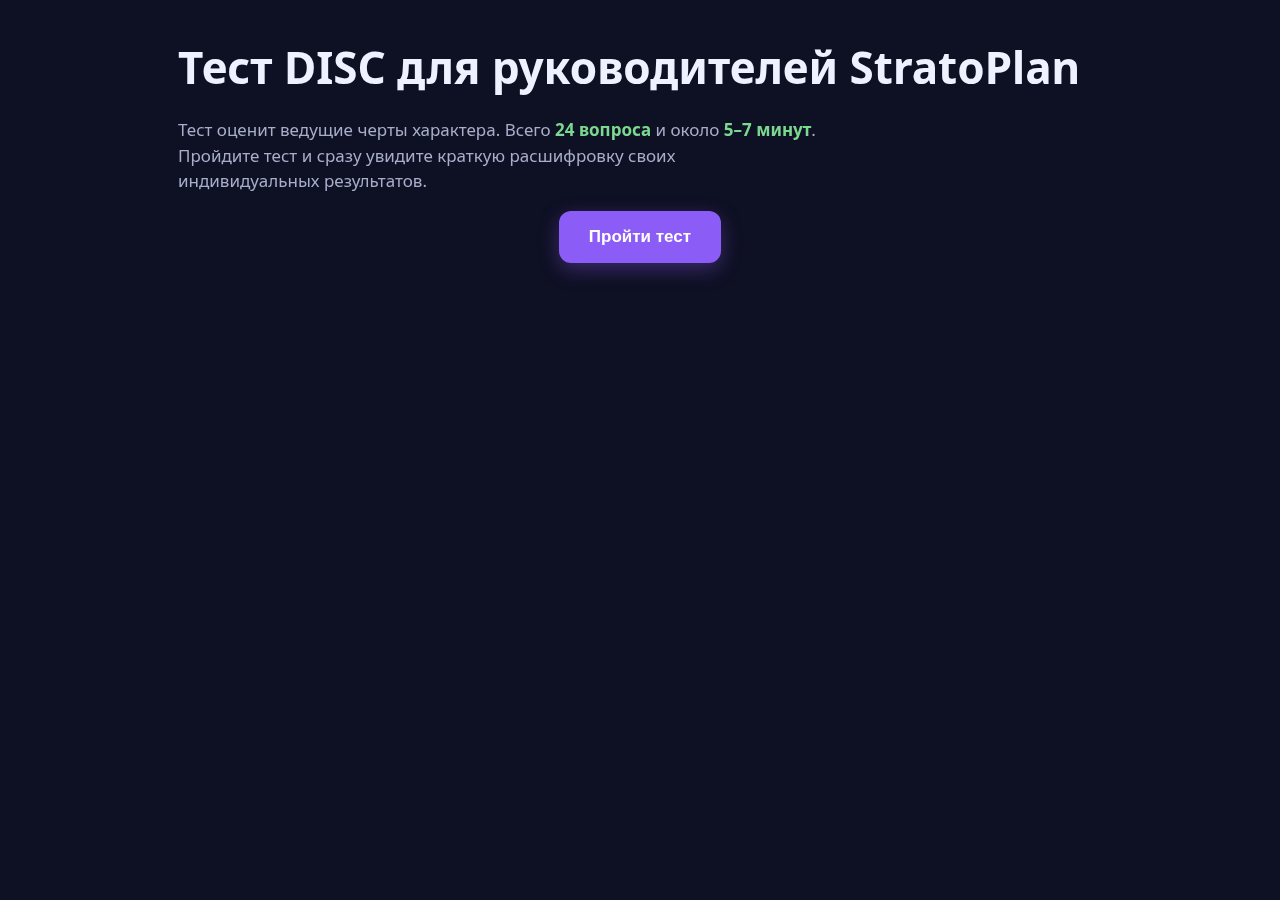 Тест DISC для руководителей StratoPlan
Тест оценит ведущие черты характера. Всего 24 вопроса и около 5–7 минут.
Пройдите тест и сразу увидите краткую расшифровку своих
индивидуальных результатов.
Пройти тест